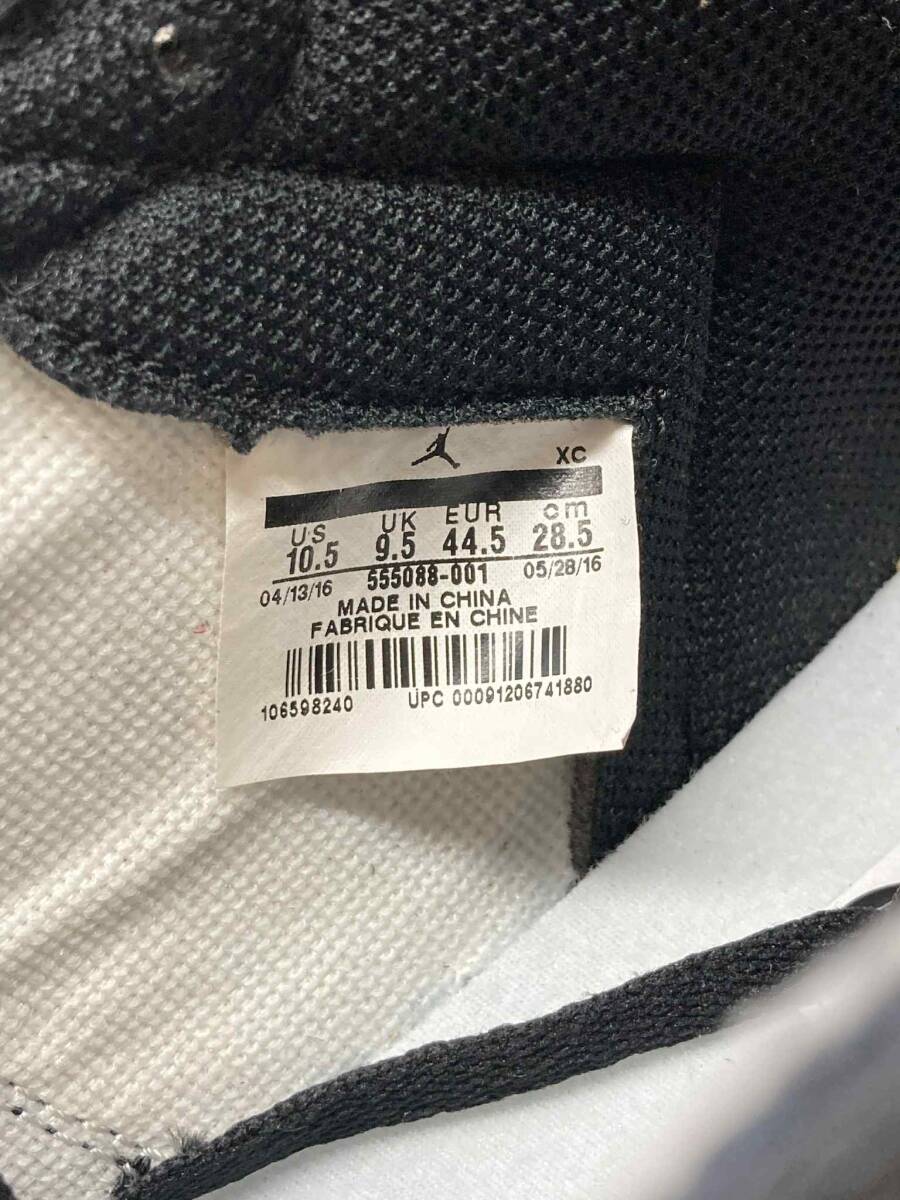 XC
US UK EUR cm
10.5 9.5 44.5 28.5
04/13/16 555088-001 05/28/16
MADE IN CHINA
FABRIQUE EN CHINE
106598240 UPC 00091206741880